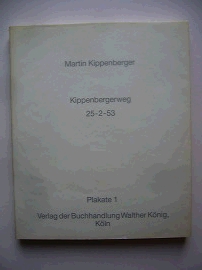 Martin Kippenberger
Kippenbergerweg
25-2-53
Plakate 1
Verlag der Buchhandlung Walther König,
Köln